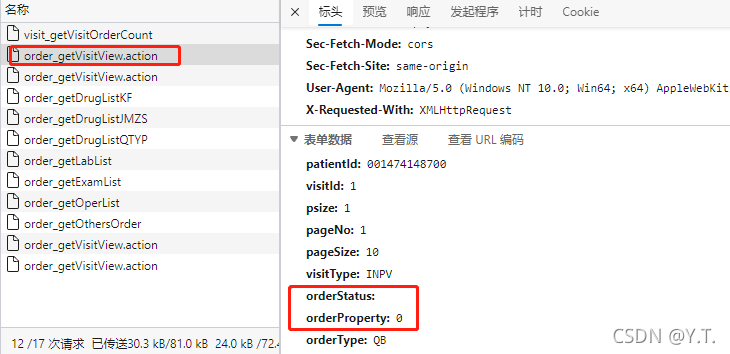 名称
visit_getVisitOrderCount
order_getVisitView.action
order_getVisitView.action
order_getDrugListKF
order_getDrugListJMZS
order_getDrugListQTYP
order_getLabList
order_getExamList
order_getOperList
order_getOthersOrder
order_getVisitView.action
order_getVisitView.action
12 /17 次请求 已传送30.3 kB/81.0 kB 24.0 kB /72.4
× 标头 预览 响应 发起程序 计时 Cookie
Sec-Fetch-Mode: cors
Sec-Fetch-Site: same-origin
User-Agent: Mozilla/5.0 (Windows NT 10.0; Win64; x64) AppleWebKit
X-Requested-With: XMLHttpRequest
▼ 表单数据 查看源 查看 URL 编码
patientId: 001474148700
visitId: 1
psize: 1
pageNo: 1
pageSize: 10
visitType: INPV
orderStatus:
orderProperty: 0
orderType: QB
CSDN @Y.T.